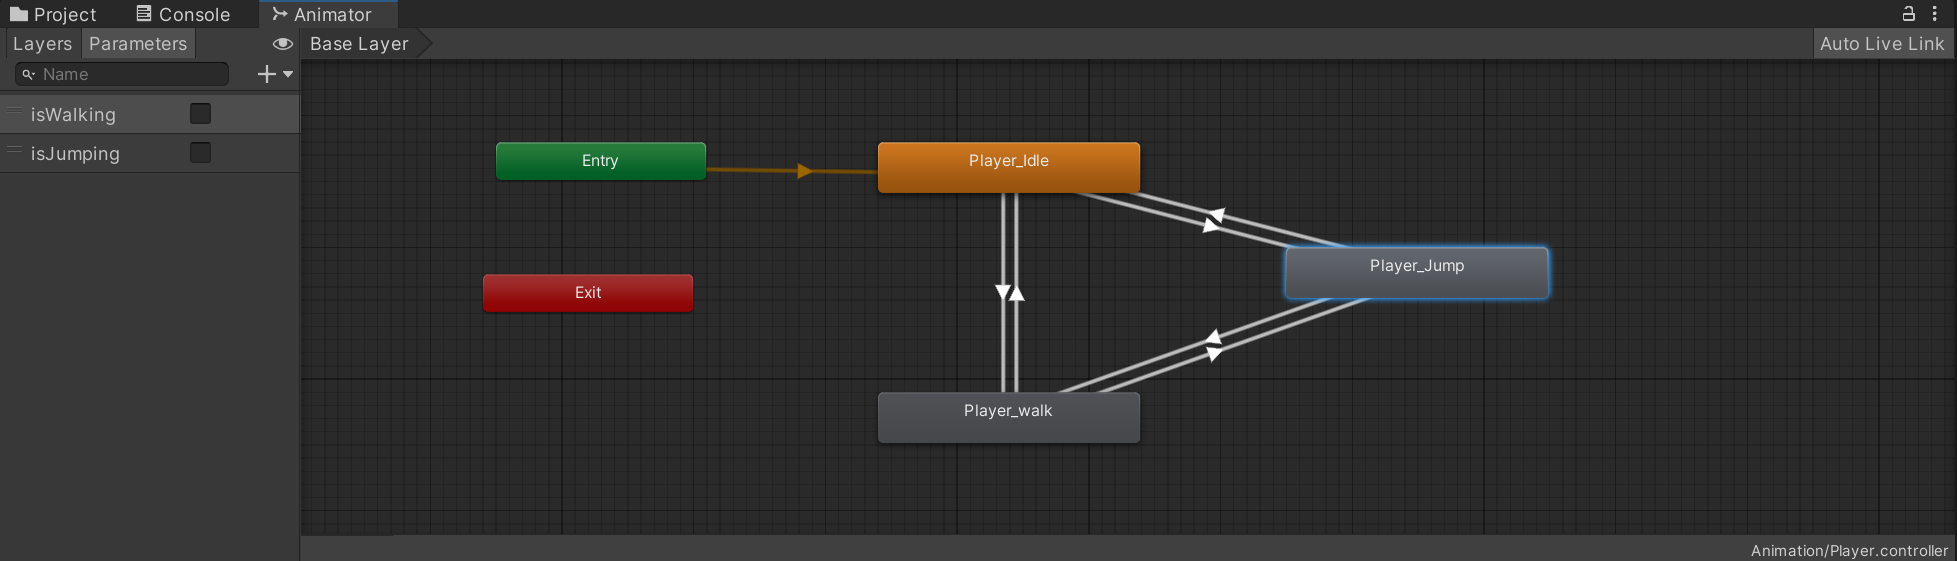 Project Console Animator
Layers Parameters Base Layer Auto Live Link
Name
isWalking
isJumping
Entry
Player_Idle
Player_Jump
Exit
Player_walk
Animation/Player.controller